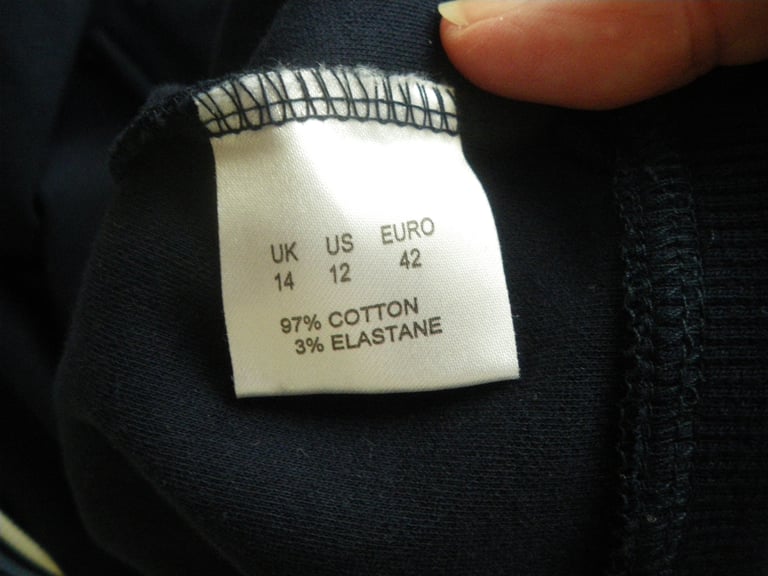 UK US EURO
14 12 42
97% COTTON
3% ELASTANE